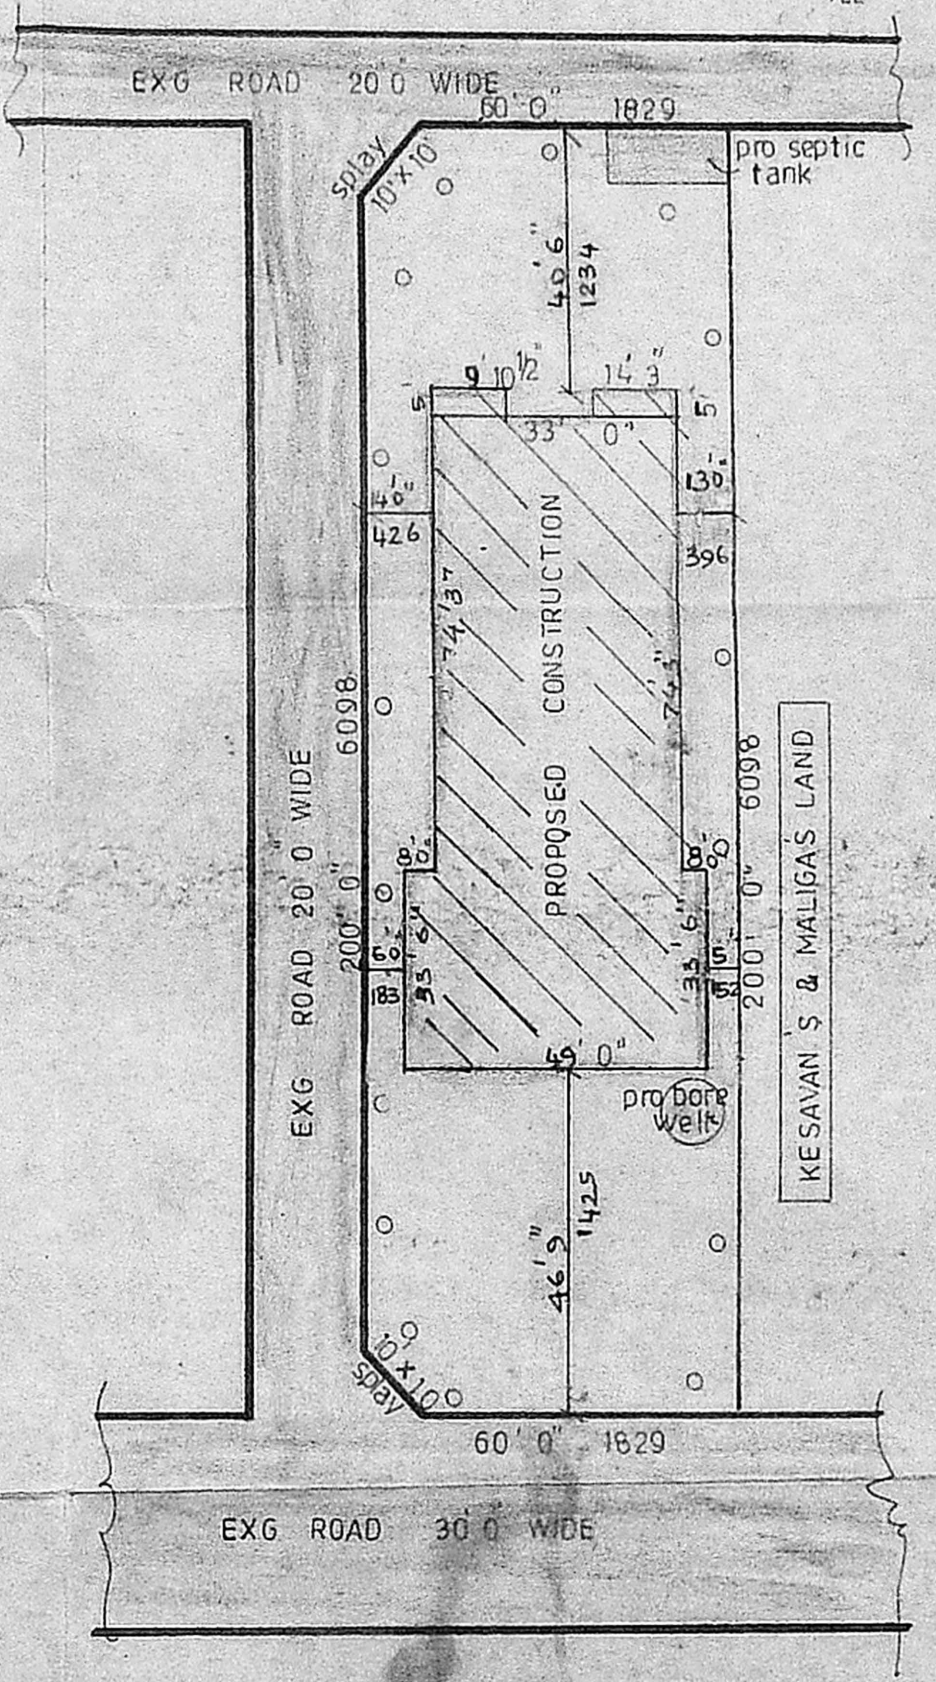 EXG ROAD 20'0" WIDE
60'0" 1829
splay
10'X10'
pro septic
tank
40'6"
1234
9'10½"
14'3"
5'
33'0"
5'
14'0"
426
13'0"
396
PROPOSED CONSTRUCTION
74'3"
74'3"
6098
200'0"
EXG ROAD 20'0" WIDE
6098
200'0"
KESAVAN'S & MALIGA'S LAND
8'0"
8'0"
6'0"
183
33'6"
33'6"
5'
152
49'0"
pro bore
well
46'9"
1425
10'X10'
splay
60'0" 1829
EXG ROAD 30'0" WIDE